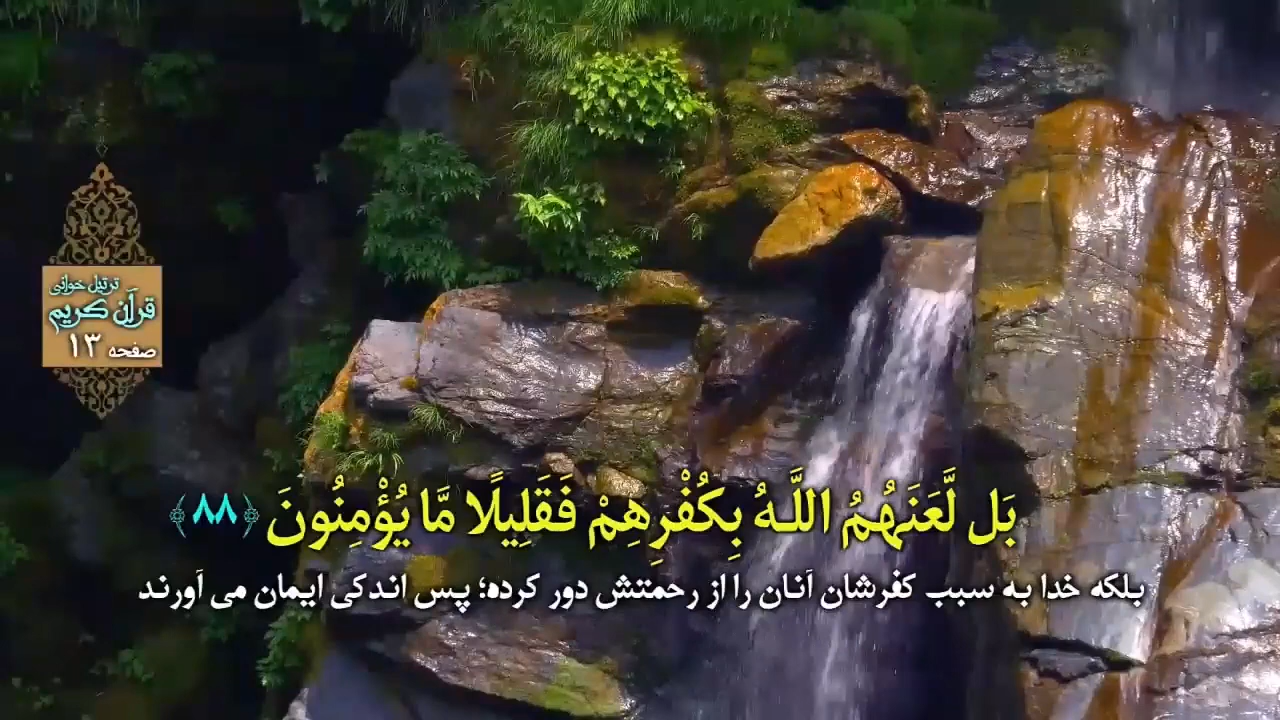 ترتیل خوانی
قرآن کریم
صفحه ۱۳
بَل لَّعَنَهُمُ اللَّهُ بِكُفْرِهِمْ فَقَلِيلًا مَّا يُؤْمِنُونَ ﴿٨٨﴾
بلکه خدا به سبب کفرشان آنان را از رحمتش دور کرده؛ پس اندکی ایمان می آورند